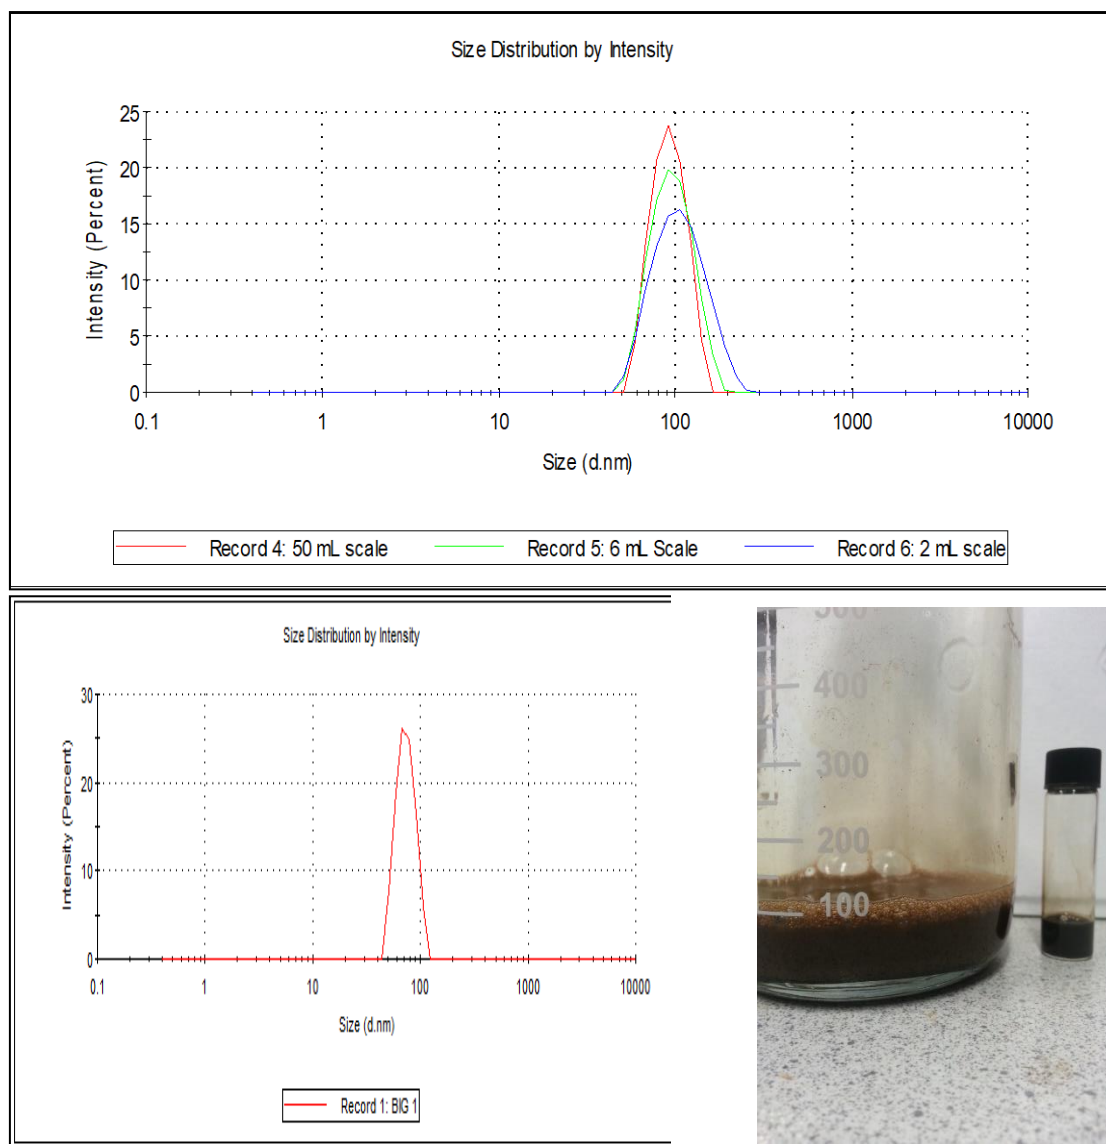 Size Distribution by Intensity
25
20
15
10
5
0
Intensity (Percent)
0.1 1 10 100 1000 10000
Size (d.nm)
Record 4: 50 mL scale Record 5: 6 mL Scale Record 6: 2 mL scale
Size Distribution by Intensity
30
20
10
0
Intensity (Percent)
0.1 1 10 100 1000 10000
Size (d.nm)
Record 1: BIG 1
500
400
300
200
100